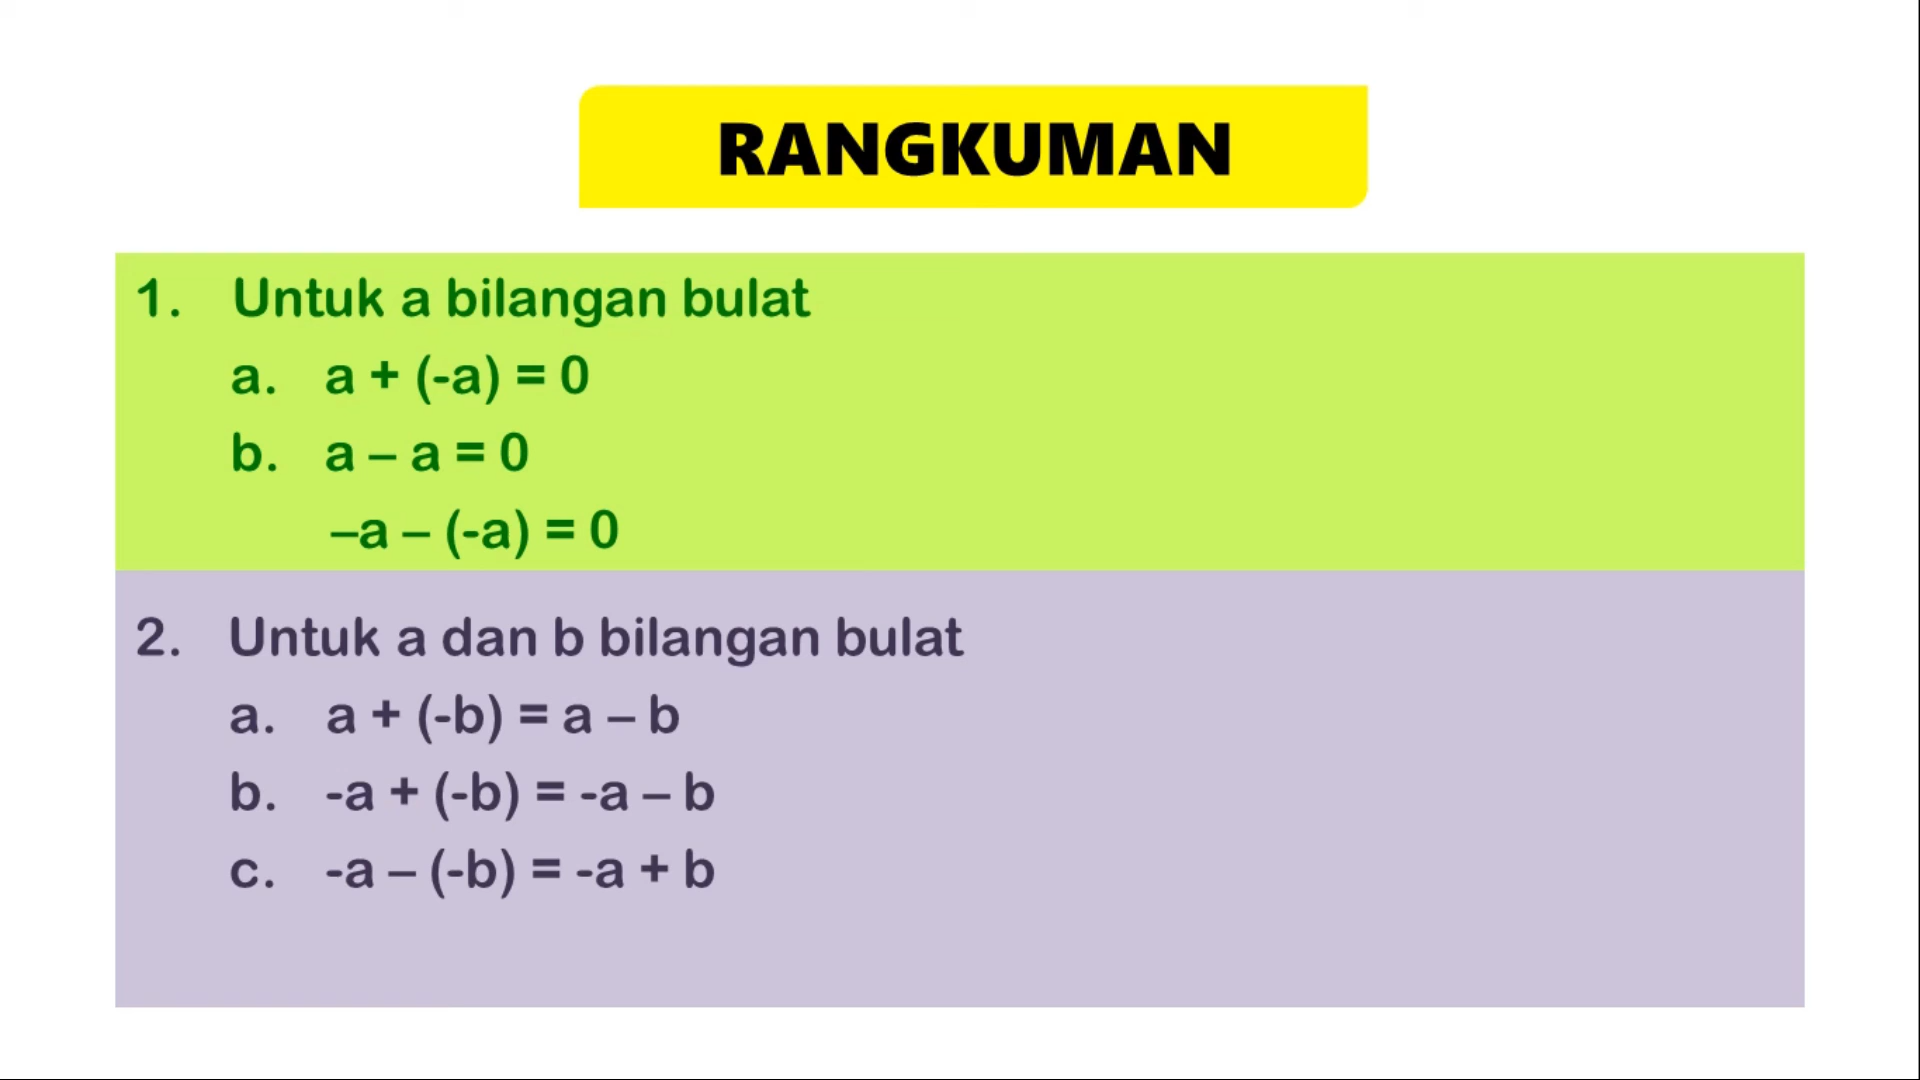 RANGKUMAN
1. Untuk a bilangan bulat
a. a + (-a) = 0
b. a – a = 0
–a – (-a) = 0
2. Untuk a dan b bilangan bulat
a. a + (-b) = a – b
b. -a + (-b) = -a – b
c. -a – (-b) = -a + b